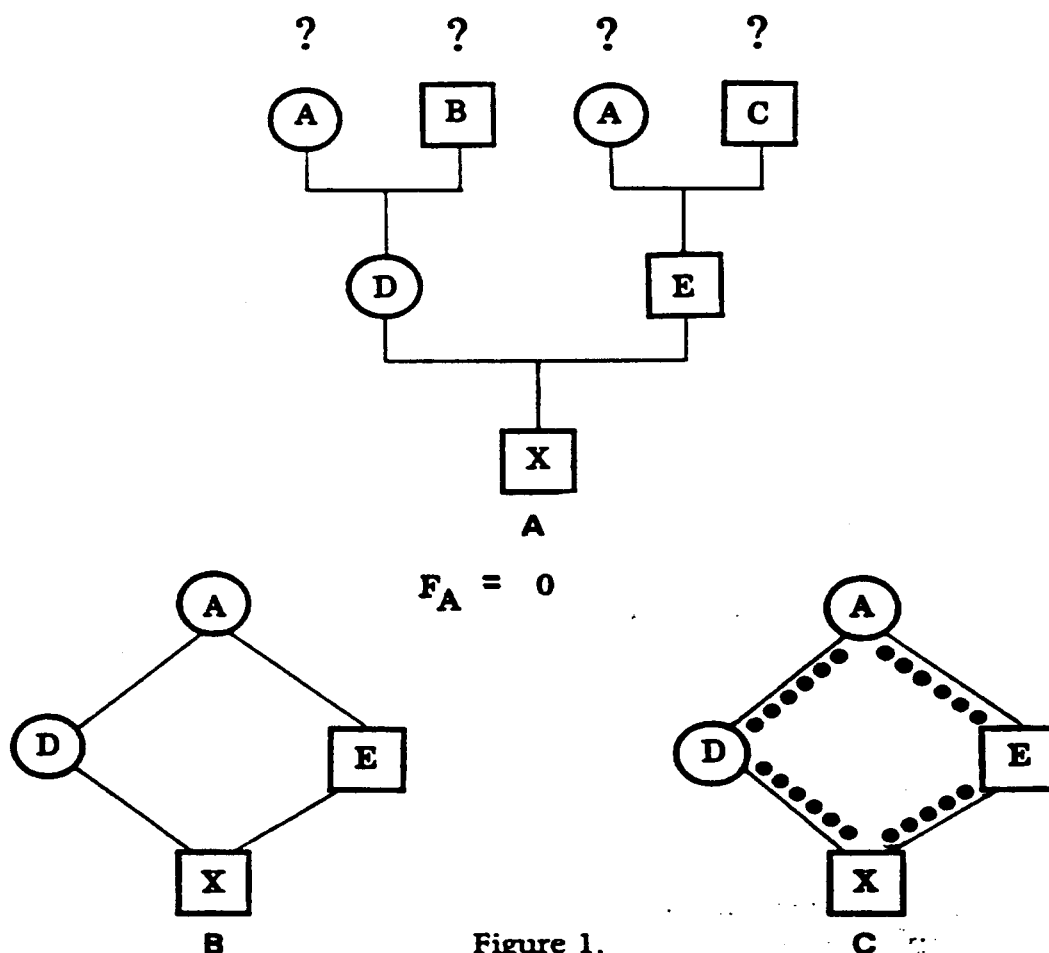 ? ? ? ?
A B A C
D E
X
A
F_A = 0
A A
D E D E
X X
B Figure 1. C